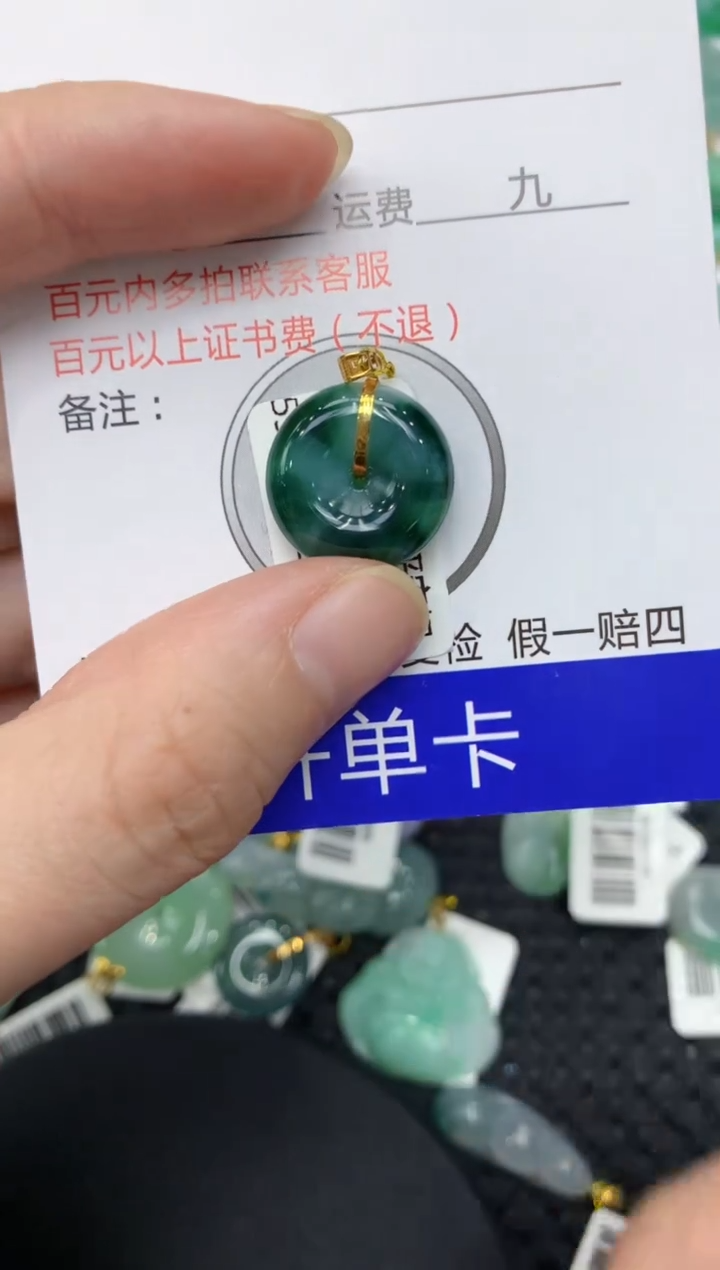 运费 九
百元内多拍联系客服
百元以上证书费（不退）
备注：
检 假一赔四
单卡